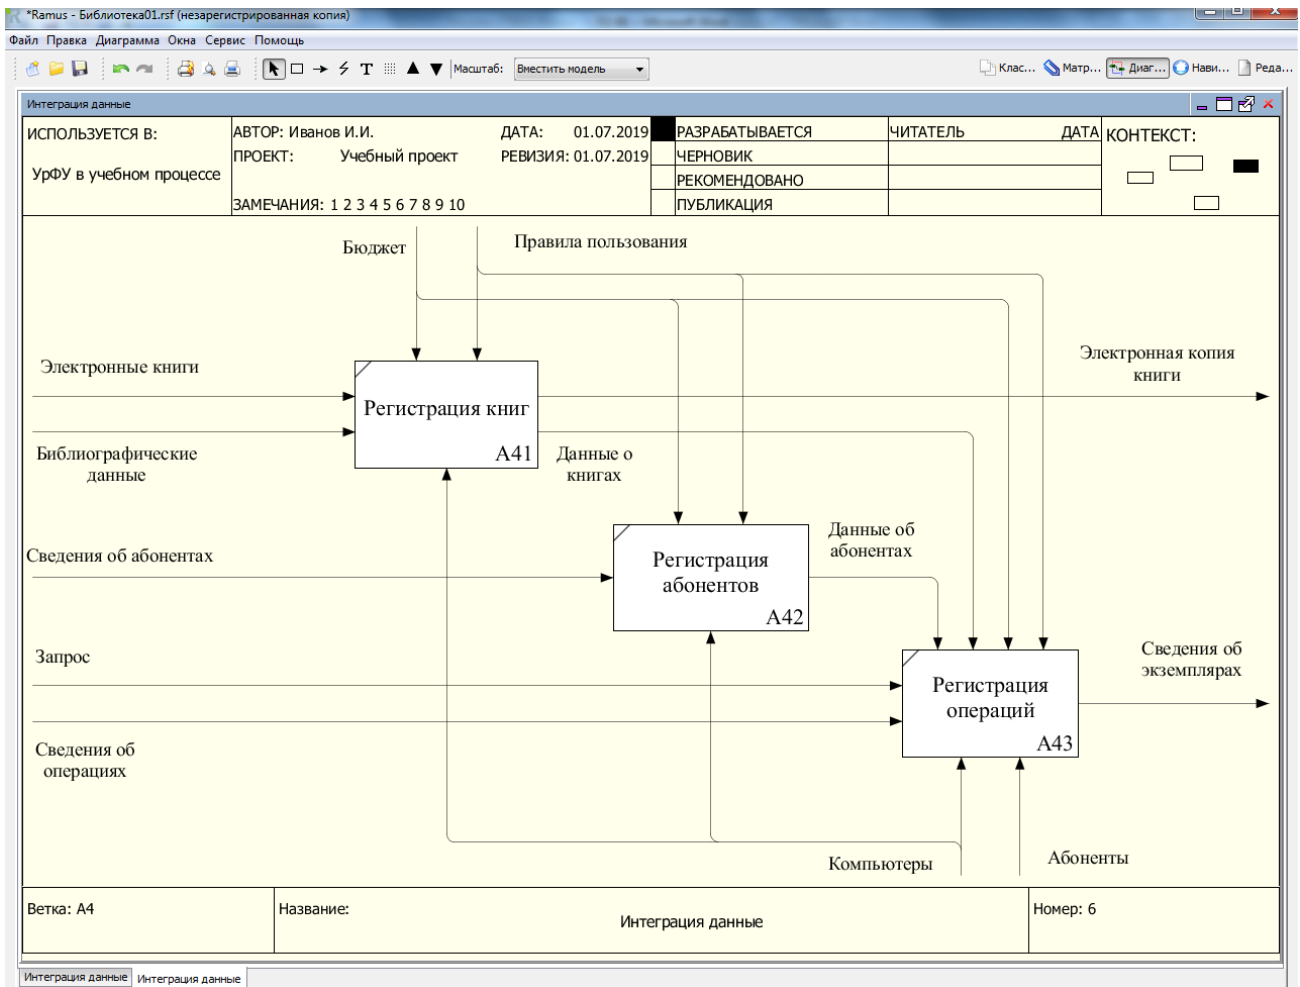 *Ramus - Библиотека01.rsf (незарегистрированная копия)
Файл Правка Диаграмма Окна Сервис Помощь
T Масштаб: Вместить модель Клас... Матр... Диаг... Нави... Реда...
Интеграция данные
ИСПОЛЬЗУЕТСЯ В:
УрФУ в учебном процессе
АВТОР: Иванов И.И. ДАТА: 01.07.2019
ПРОЕКТ: Учебный проект РЕВИЗИЯ: 01.07.2019
ЗАМЕЧАНИЯ: 1 2 3 4 5 6 7 8 9 10
РАЗРАБАТЫВАЕТСЯ
ЧЕРНОВИК
РЕКОМЕНДОВАНО
ПУБЛИКАЦИЯ
ЧИТАТЕЛЬ ДАТА
КОНТЕКСТ:
Бюджет
Правила пользования
Электронные книги
Электронная копия
книги
Регистрация книг
A41
Библиографические
данные
Данные о
книгах
Сведения об абонентах
Регистрация
абонентов
A42
Данные об
абонентах
Запрос
Регистрация
операций
A43
Сведения об
экземплярах
Сведения об
операциях
Компьютеры
Абоненты
Ветка: A4
Название:
Интеграция данные
Номер: 6
Интеграция данные
Интеграция данные